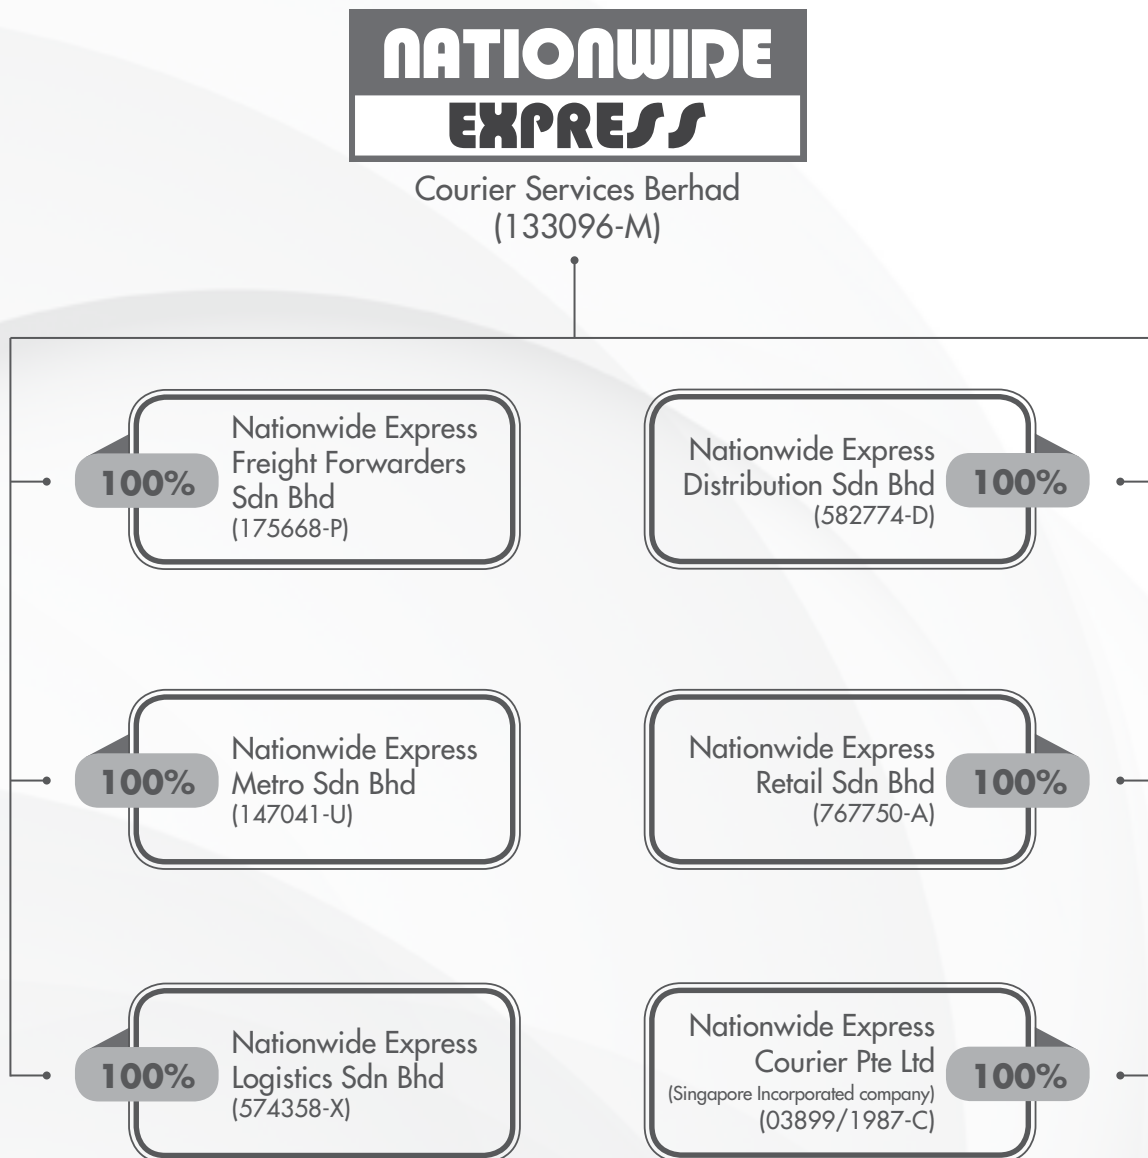 NATIONWIDE
EXPRESS
Courier Services Berhad
(133096-M)
100%
Nationwide Express
Freight Forwarders
Sdn Bhd
(175668-P)
Nationwide Express
Distribution Sdn Bhd
(582774-D)
100%
100%
Nationwide Express
Metro Sdn Bhd
(147041-U)
Nationwide Express
Retail Sdn Bhd
(767750-A)
100%
100%
Nationwide Express
Logistics Sdn Bhd
(574358-X)
Nationwide Express
Courier Pte Ltd
(Singapore Incorporated company)
(03899/1987-C)
100%